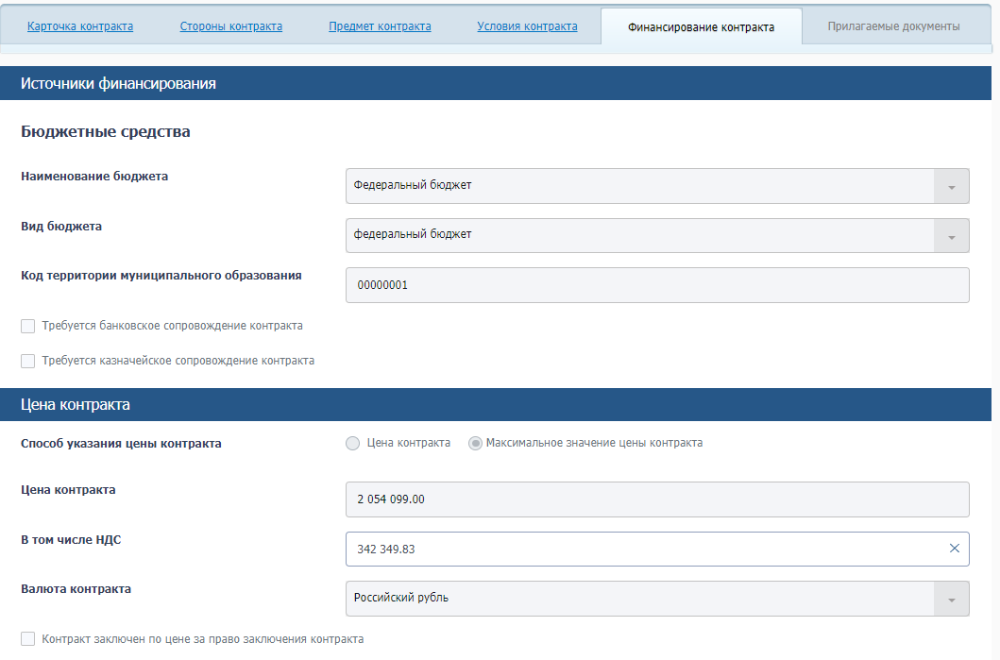 Карточка контракта Стороны контракта Предмет контракта Условия контракта Финансирование контракта Прилагаемые документы
Источники финансирования
Бюджетные средства
Наименование бюджета Федеральный бюджет
Вид бюджета федеральный бюджет
Код территории муниципального образования 00000001
Требуется банковское сопровождение контракта
Требуется казначейское сопровождение контракта
Цена контракта
Способ указания цены контракта Цена контракта Максимальное значение цены контракта
Цена контракта 2 054 099.00
В том числе НДС 342 349.83
Валюта контракта Российский рубль
Контракт заключен по цене за право заключения контракта